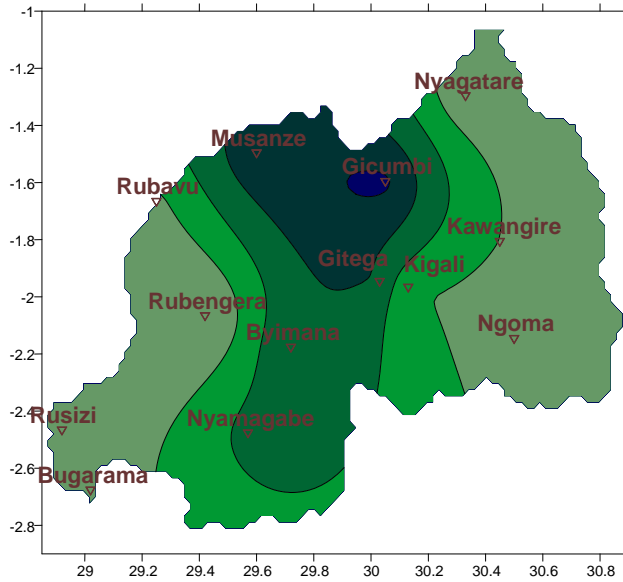 -1
Nyagatare
-1.2
Musanze
-1.4
Gicumbi
Rubavu
-1.6
Kawangire
-1.8
Gitega
Kigali
-2
Rubengera
Ngoma
Byimana
-2.2
-2.4
Rusizi
Nyamagabe
-2.6
Bugarama
-2.8
29 29.2 29.4 29.6 29.8 30 30.2 30.4 30.6 30.8